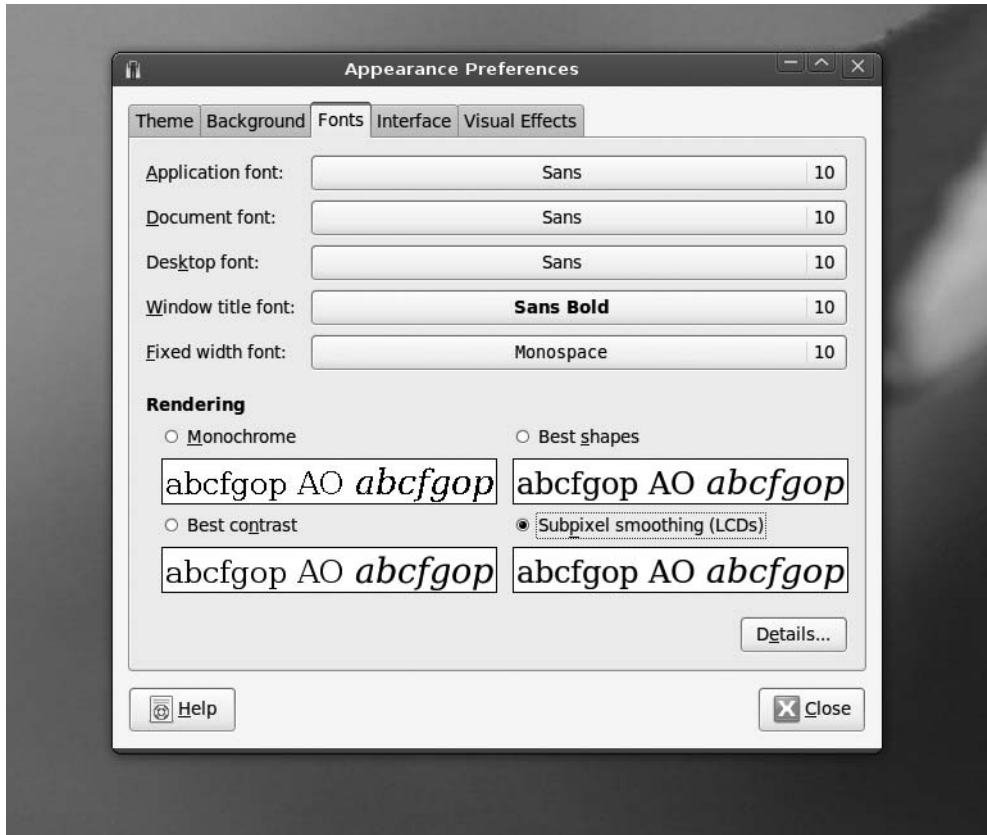 Appearance Preferences
Theme Background Fonts Interface Visual Effects
Application font: Sans 10
Document font: Sans 10
Desktop font: Sans 10
Window title font: Sans Bold 10
Fixed width font: Monospace 10
Rendering
Monochrome Best shapes
abcfgop AO abcfgop abcfgop AO abcfgop
Best contrast Subpixel smoothing (LCDs)
abcfgop AO abcfgop abcfgop AO abcfgop
Details...
Help Close